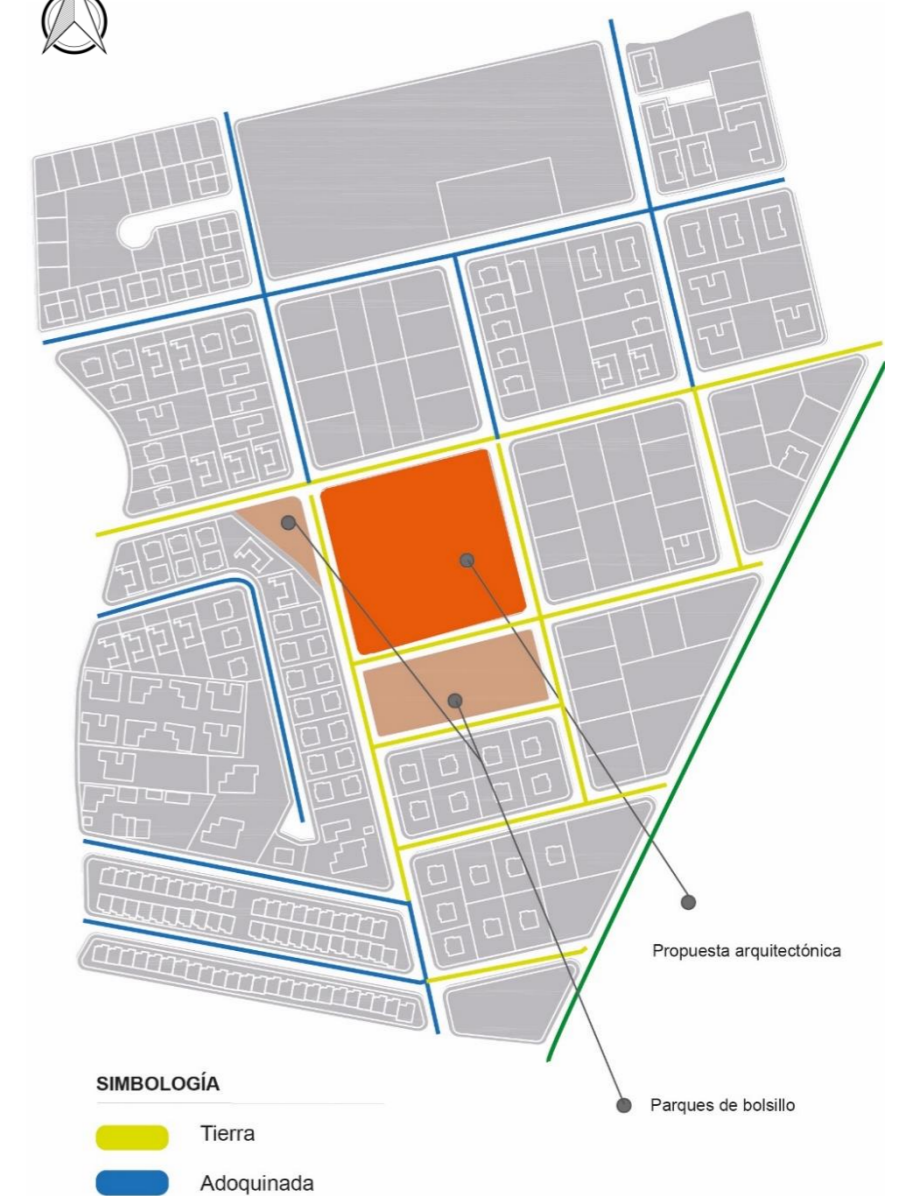 Propuesta arquitectónica
Parques de bolsillo
SIMBOLOGÍA
Tierra
Adoquinada